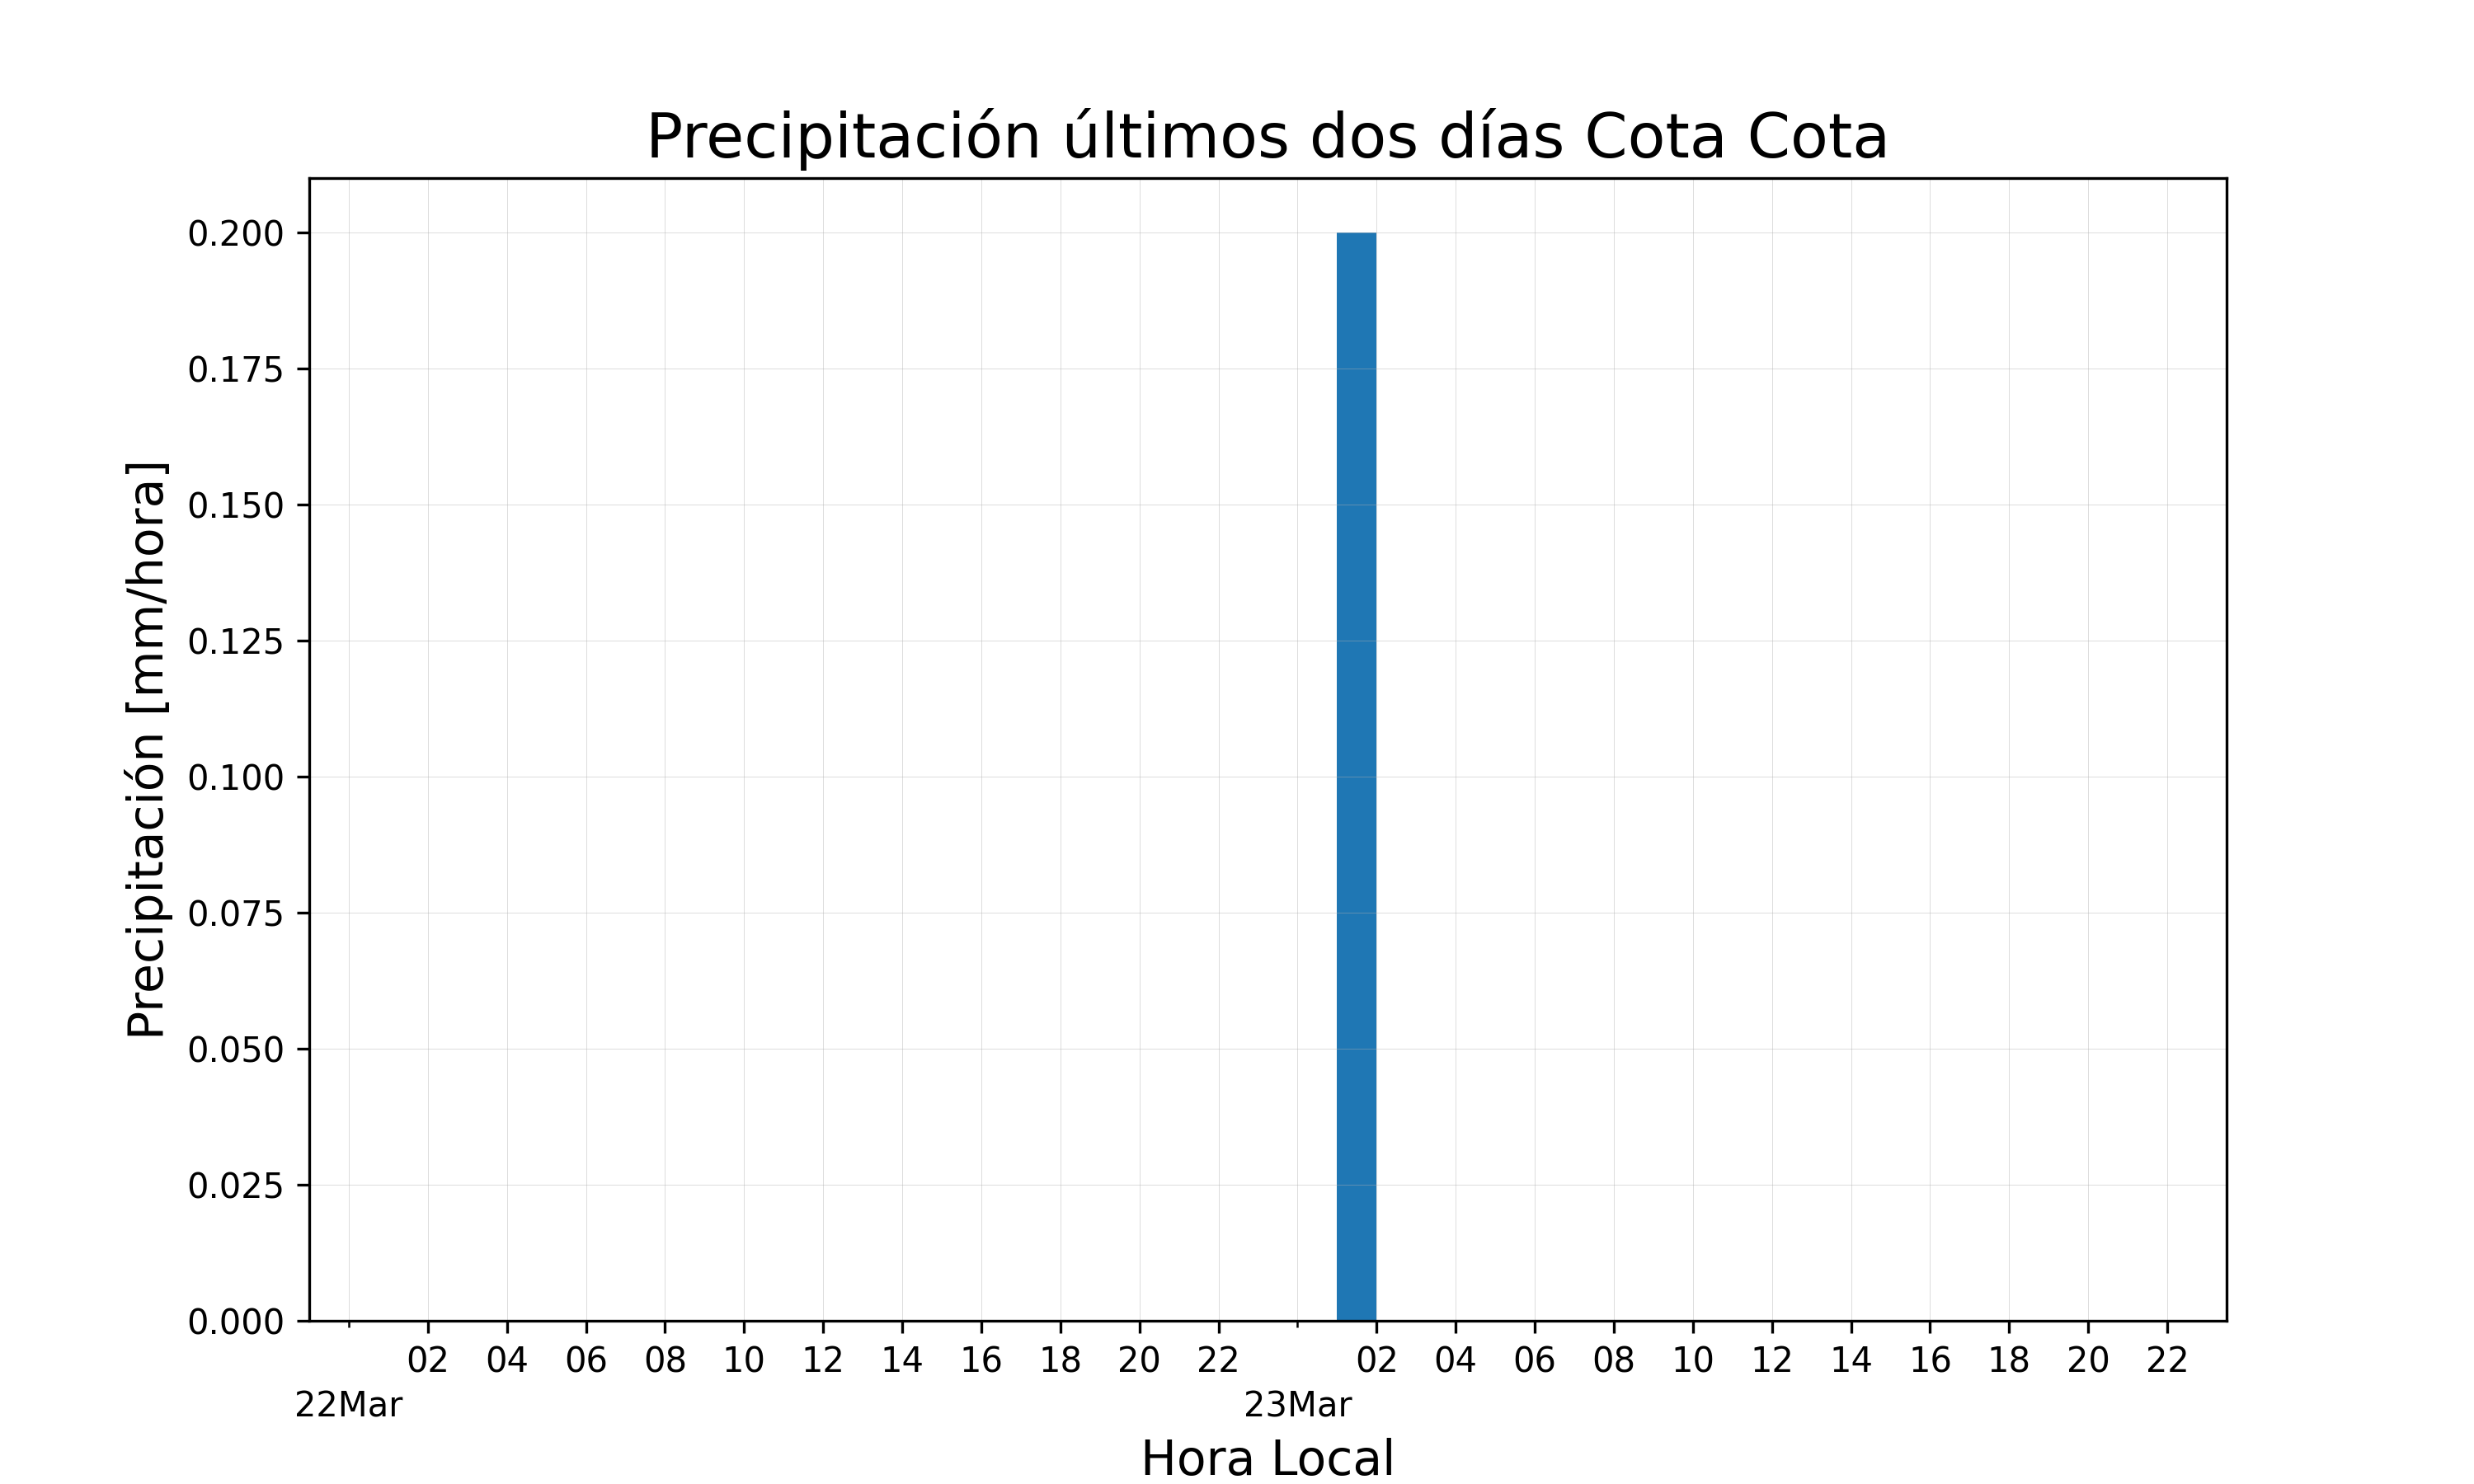 Precipitación últimos dos días Cota Cota
Precipitación [mm/hora]
0.200
0.175
0.150
0.125
0.100
0.075
0.050
0.025
0.000
02 04 06 08 10 12 14 16 18 20 22 02 04 06 08 10 12 14 16 18 20 22
22Mar 23Mar
Hora Local